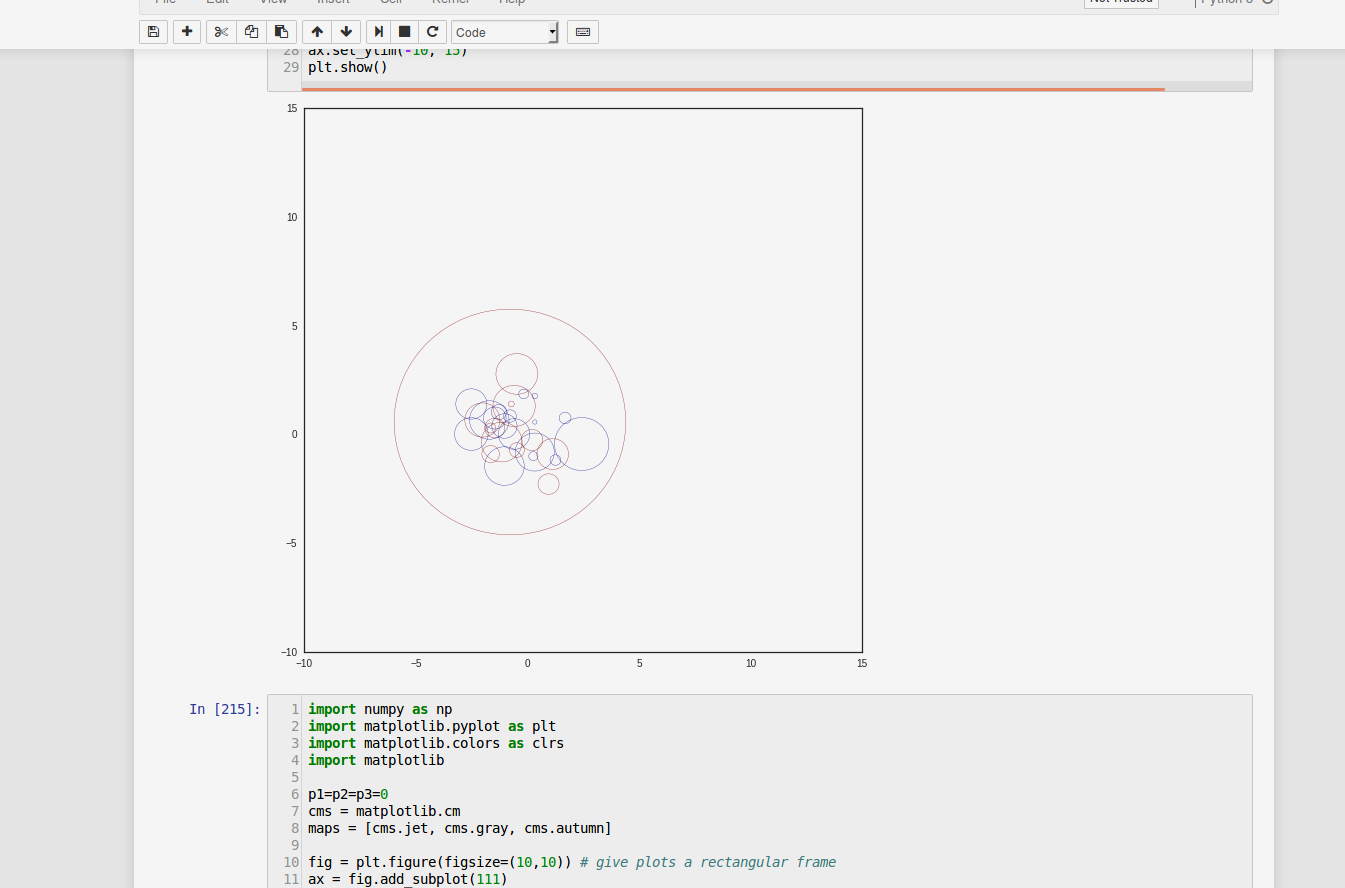 File Edit View Insert Cell Kernel Help Not Trusted Python 3
Code
28 ax.set_ylim(-10, 15)
29 plt.show()
15
10
5
0
−5
−10
−10 −5 0 5 10 15
In [215]:
1 import numpy as np
2 import matplotlib.pyplot as plt
3 import matplotlib.colors as clrs
4 import matplotlib
5
6 p1=p2=p3=0
7 cms = matplotlib.cm
8 maps = [cms.jet, cms.gray, cms.autumn]
9
10 fig = plt.figure(figsize=(10,10)) # give plots a rectangular frame
11 ax = fig.add_subplot(111)